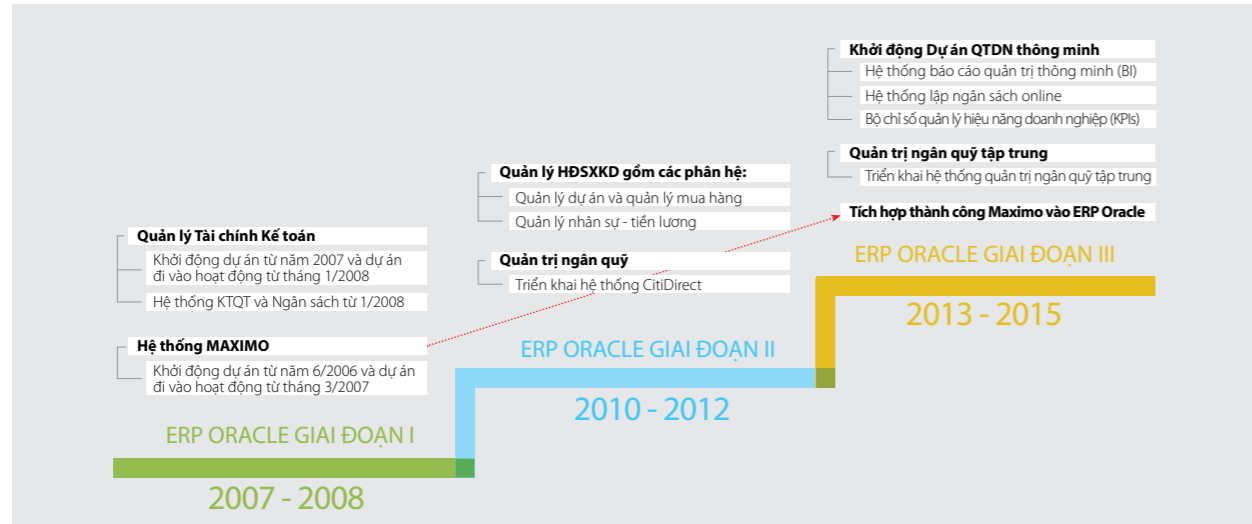 Quản lý Tài chính Kế toán
Khởi động dự án từ năm 2007 và dự án
đi vào hoạt động từ tháng 1/2008
Hệ thống KTQT và Ngân sách từ 1/2008
Hệ thống MAXIMO
Khởi động dự án từ năm 6/2006 và dự án
đi vào hoạt động từ tháng 3/2007
ERP ORACLE GIAI ĐOẠN I
2007 - 2008
Quản lý HĐSXKD gồm các phân hệ:
Quản lý dự án và quản lý mua hàng
Quản lý nhân sự - tiền lương
Quản trị ngân quỹ
Triển khai hệ thống CitiDirect
ERP ORACLE GIAI ĐOẠN II
2010 - 2012
Khởi động Dự án QTDN thông minh
Hệ thống báo cáo quản trị thông minh (BI)
Hệ thống lập ngân sách online
Bộ chỉ số quản lý hiệu năng doanh nghiệp (KPIs)
Quản trị ngân quỹ tập trung
Triển khai hệ thống quản trị ngân quỹ tập trung
Tích hợp thành công Maximo vào ERP Oracle
ERP ORACLE GIAI ĐOẠN III
2013 - 2015